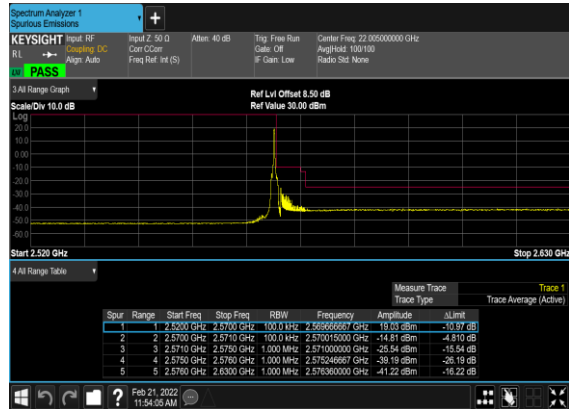 Spectrum Analyzer 1
Spurious Emissions
+
KEYSIGHT Input: RF Input Z: 50 Ω Atten: 40 dB Trig: Free Run Center Freq: 22.005000000 GHz
RL Coupling: DC Corr CCorr Gate: Off Avg|Hold: 100/100
Align: Auto Freq Ref: Int (S) IF Gain: Low Radio Std: None
PASS
3 All Range Graph
Ref Lvl Offset 8.50 dB
Scale/Div 10.0 dB Ref Value 30.00 dBm
Log
20.0
10.0
0.00
-10.0
-20.0
-30.0
-40.0
-50.0
-60.0
Start 2.520 GHz Stop 2.630 GHz
4 All Range Table
Measure Trace Trace 1
Trace Type Trace Average (Active)
Spur Range Start Freq Stop Freq RBW Frequency Amplitude ΔLimit
1 1 2.5200 GHz 2.5700 GHz 100.0 kHz 2.569666667 GHz 19.03 dBm -10.97 dB
2 2 2.5700 GHz 2.5710 GHz 100.0 kHz 2.570015000 GHz -14.81 dBm -4.810 dB
3 3 2.5710 GHz 2.5750 GHz 1.000 MHz 2.571000000 GHz -25.54 dBm -15.54 dB
4 4 2.5750 GHz 2.5760 GHz 1.000 MHz 2.575246667 GHz -39.19 dBm -26.19 dB
5 5 2.5760 GHz 2.6300 GHz 1.000 MHz 2.576360000 GHz -41.22 dBm -16.22 dB
? Feb 21, 2022
11:54:05 AM